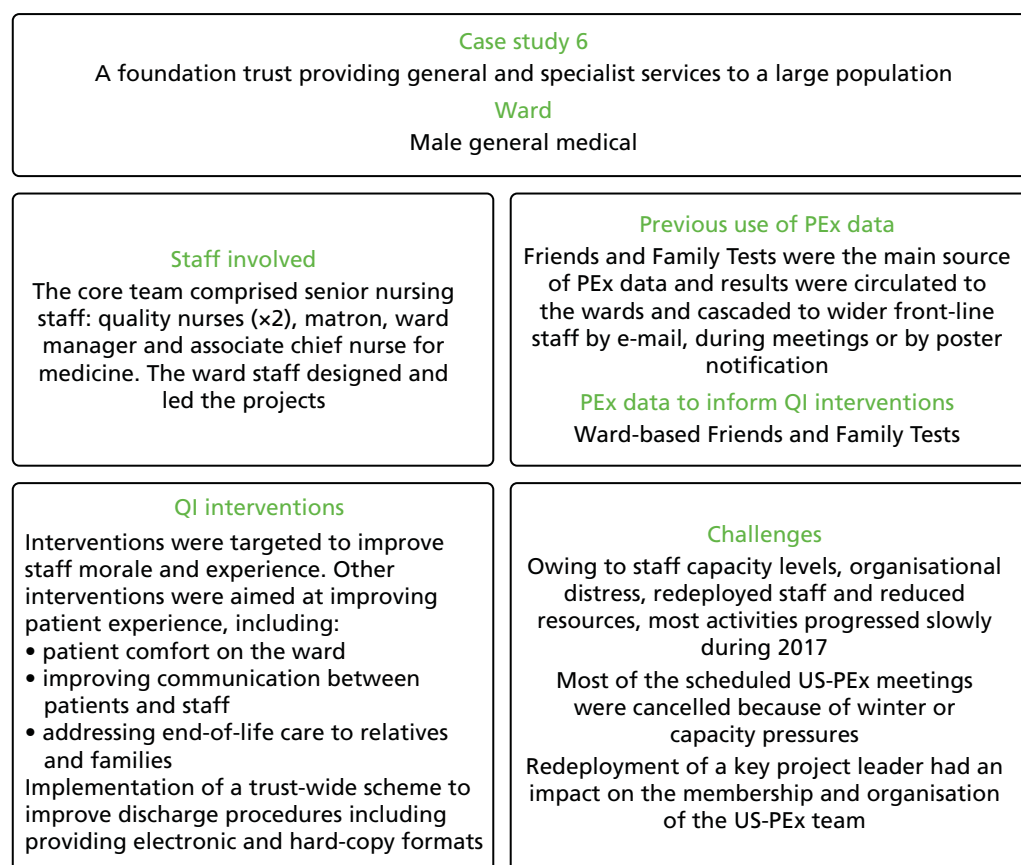 Case study 6
A foundation trust providing general and specialist services to a large population
Ward
Male general medical
Staff involved
The core team comprised senior nursing
staff: quality nurses (×2), matron, ward
manager and associate chief nurse for
medicine. The ward staff designed and
led the projects
Previous use of PEx data
Friends and Family Tests were the main source
of PEx data and results were circulated to
the wards and cascaded to wider front-line
staff by e-mail, during meetings or by poster
notification
PEx data to inform QI interventions
Ward-based Friends and Family Tests
QI interventions
Interventions were targeted to improve
staff morale and experience. Other
interventions were aimed at improving
patient experience, including:
• patient comfort on the ward
• improving communication between
patients and staff
• addressing end-of-life care to relatives
and families
Implementation of a trust-wide scheme to
improve discharge procedures including
providing electronic and hard-copy formats
Challenges
Owing to staff capacity levels, organisational
distress, redeployed staff and reduced
resources, most activities progressed slowly
during 2017
Most of the scheduled US-PEx meetings
were cancelled because of winter or
capacity pressures
Redeployment of a key project leader had an
impact on the membership and organisation
of the US-PEx team